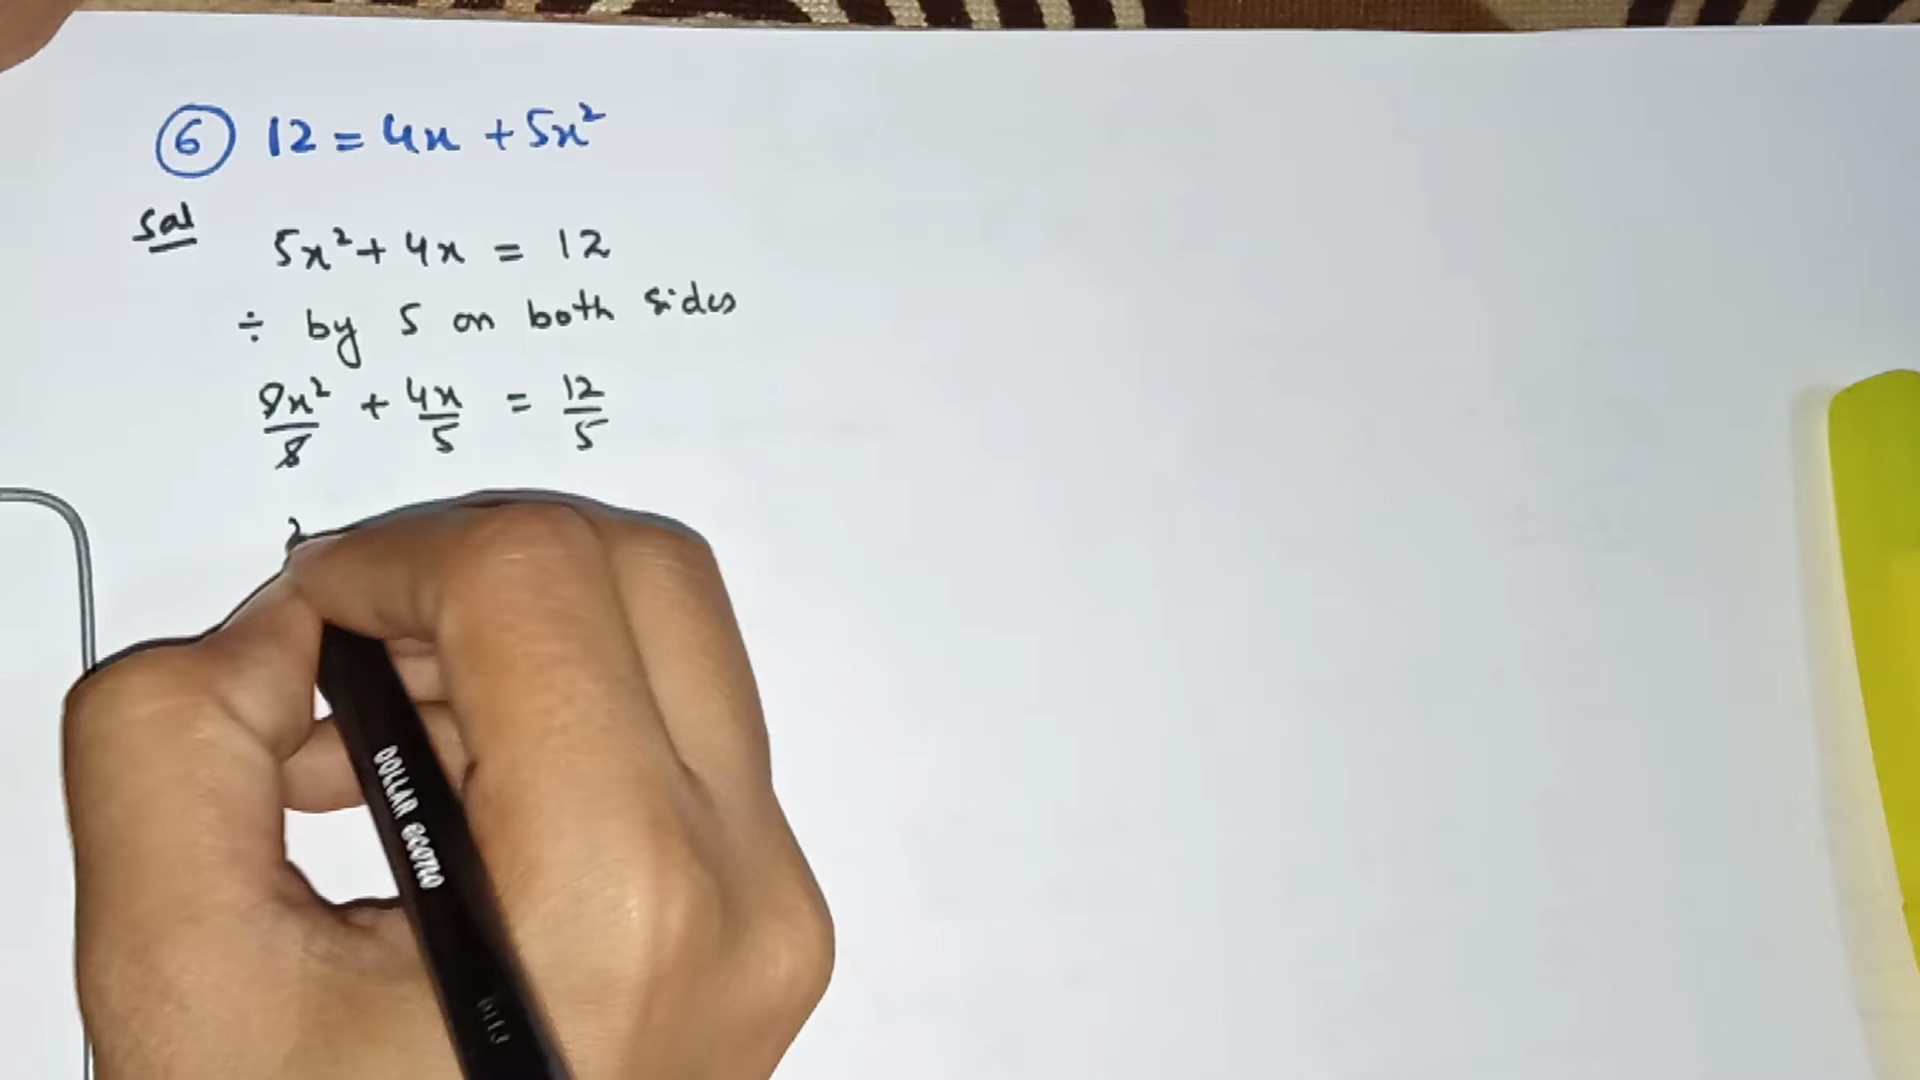 ⑥ 12 = 4x + 5x²
Sol
5x² + 4x = 12
÷ by 5 on both sides
5x²/5 + 4x/5 = 12/5
DOLLAR